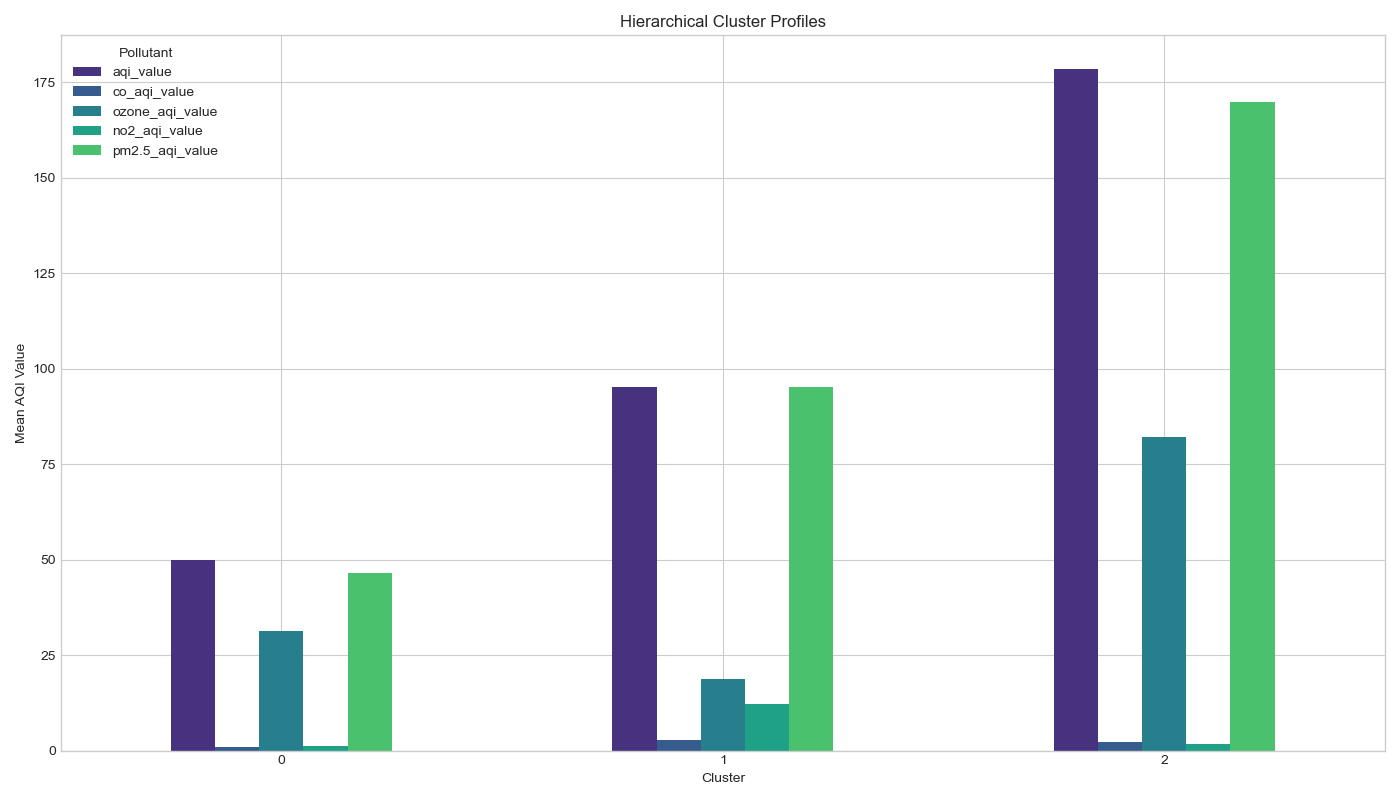 Hierarchical Cluster Profiles
Pollutant
aqi_value
co_aqi_value
ozone_aqi_value
no2_aqi_value
pm2.5_aqi_value
175
150
125
100
75
50
25
0
Mean AQI Value
0 1 2
Cluster